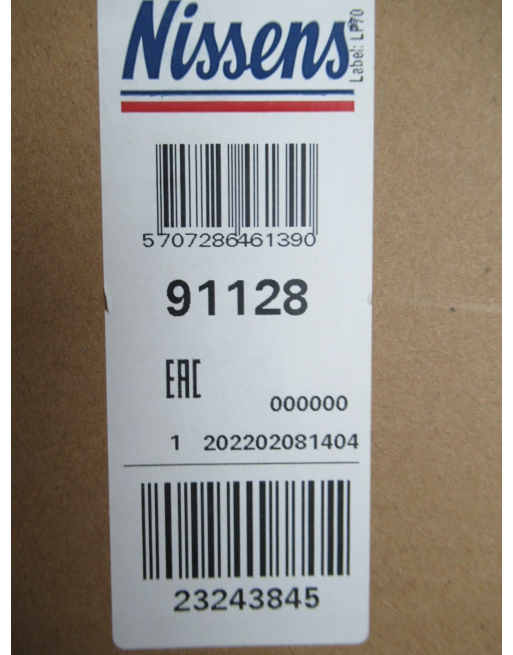 Nissens
Label: LP70
5707286461390
91128
EAC
000000
1 202202081404
23243845